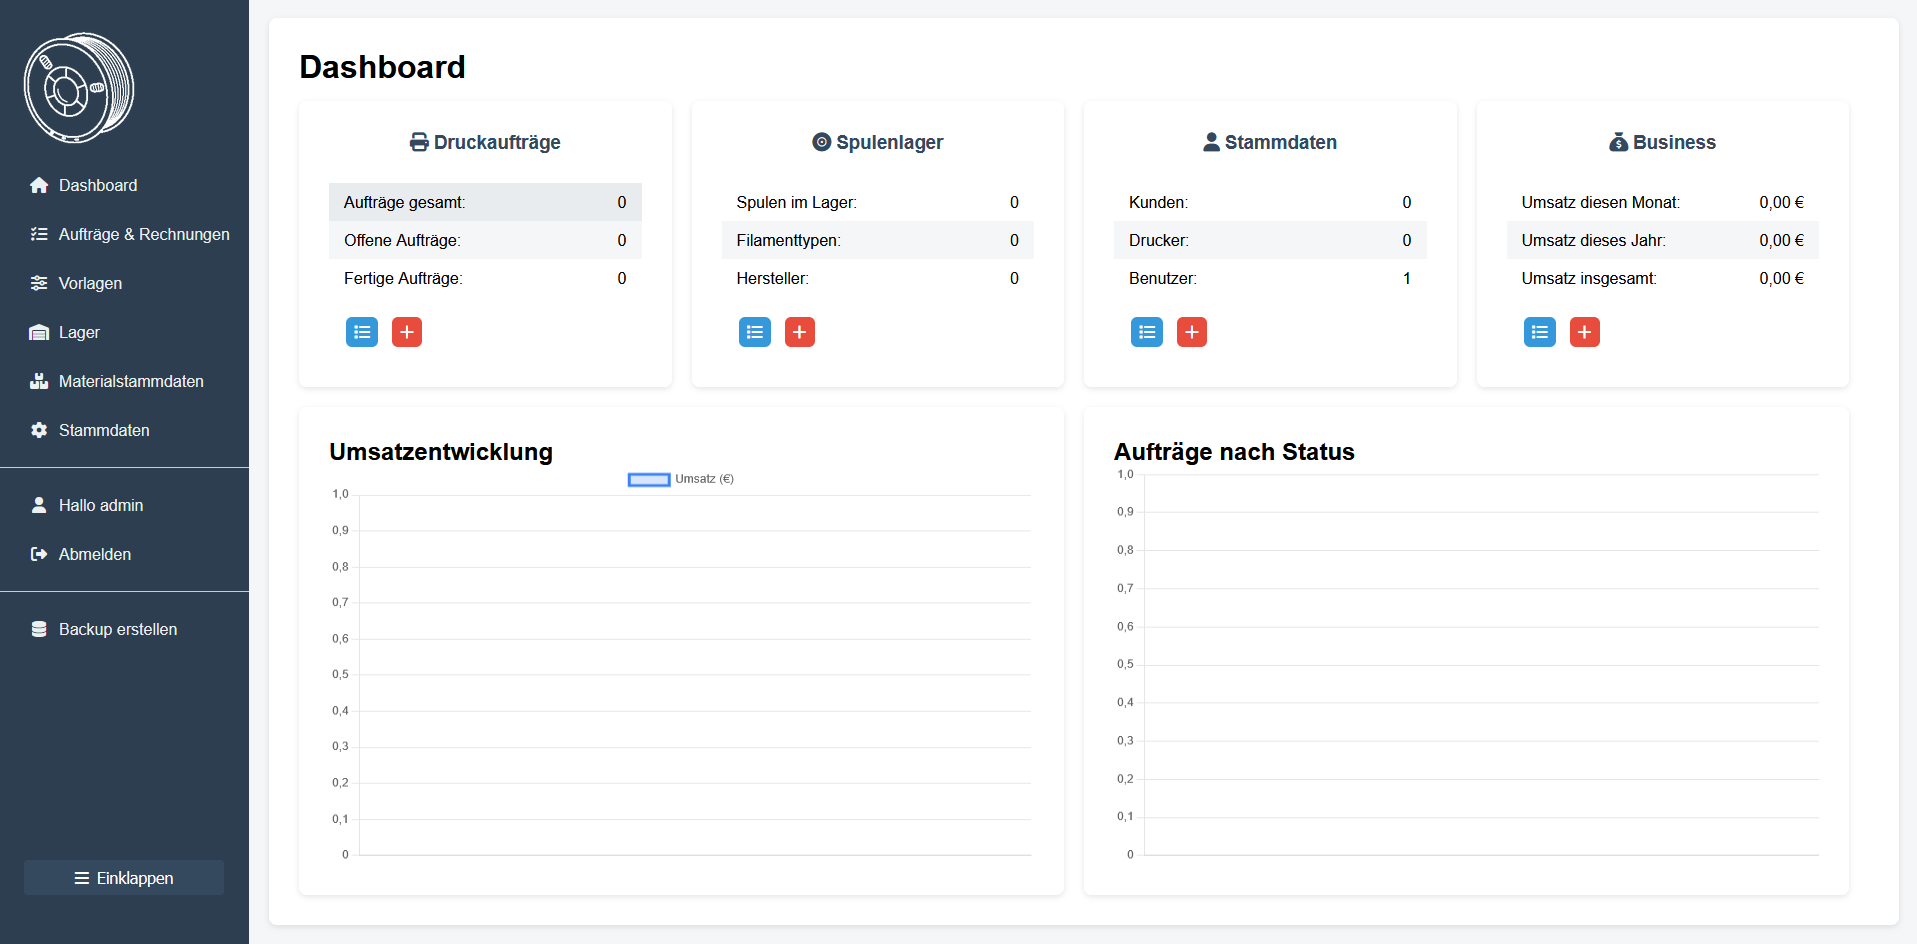 Dashboard
Aufträge & Rechnungen
Vorlagen
Lager
Materialstammdaten
Stammdaten
Hallo admin
Abmelden
Backup erstellen
Einklappen
Dashboard
Druckaufträge
Aufträge gesamt: 0
Offene Aufträge: 0
Fertige Aufträge: 0
Spulenlager
Spulen im Lager: 0
Filamenttypen: 0
Hersteller: 0
Stammdaten
Kunden: 0
Drucker: 0
Benutzer: 1
Business
Umsatz diesen Monat: 0,00 €
Umsatz dieses Jahr: 0,00 €
Umsatz insgesamt: 0,00 €
Umsatzentwicklung
Umsatz (€)
1,0
0,9
0,8
0,7
0,6
0,5
0,4
0,3
0,2
0,1
0
Aufträge nach Status
1,0
0,9
0,8
0,7
0,6
0,5
0,4
0,3
0,2
0,1
0